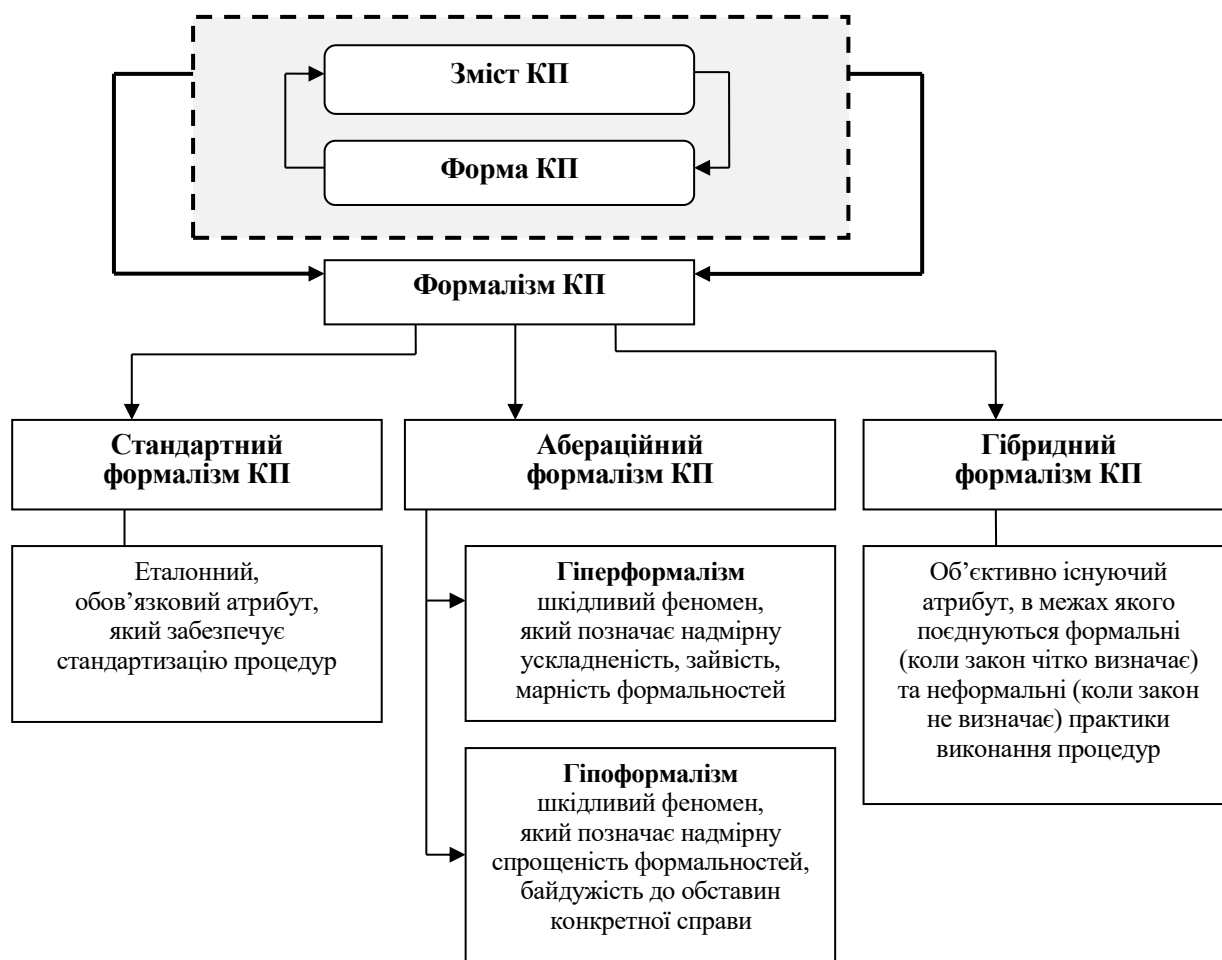 Зміст КП
Форма КП
Формалізм КП
Стандартний
формалізм КП
Абераційний
формалізм КП
Гібридний
формалізм КП
Еталонний,
обов’язковий атрибут,
який забезпечує
стандартизацію процедур
Гіперформалізм
шкідливий феномен,
який позначає надмірну
ускладненість, зайвість,
марність формальностей
Гіпоформалізм
шкідливий феномен,
який позначає надмірну
спрощеність формальностей,
байдужість до обставин
конкретної справи
Об’єктивно існуючий
атрибут, в межах якого
поєднуються формальні
(коли закон чітко визначає)
та неформальні (коли закон
не визначає) практики
виконання процедур